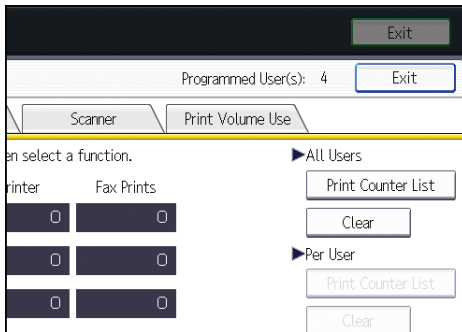 Exit
Programmed User(s): 4 Exit
Scanner Print Volume Use
en select a function.
▶All Users
rinter Fax Prints
Print Counter List
0 0
Clear
0 0
▶Per User
Print Counter List
0 0
Clear